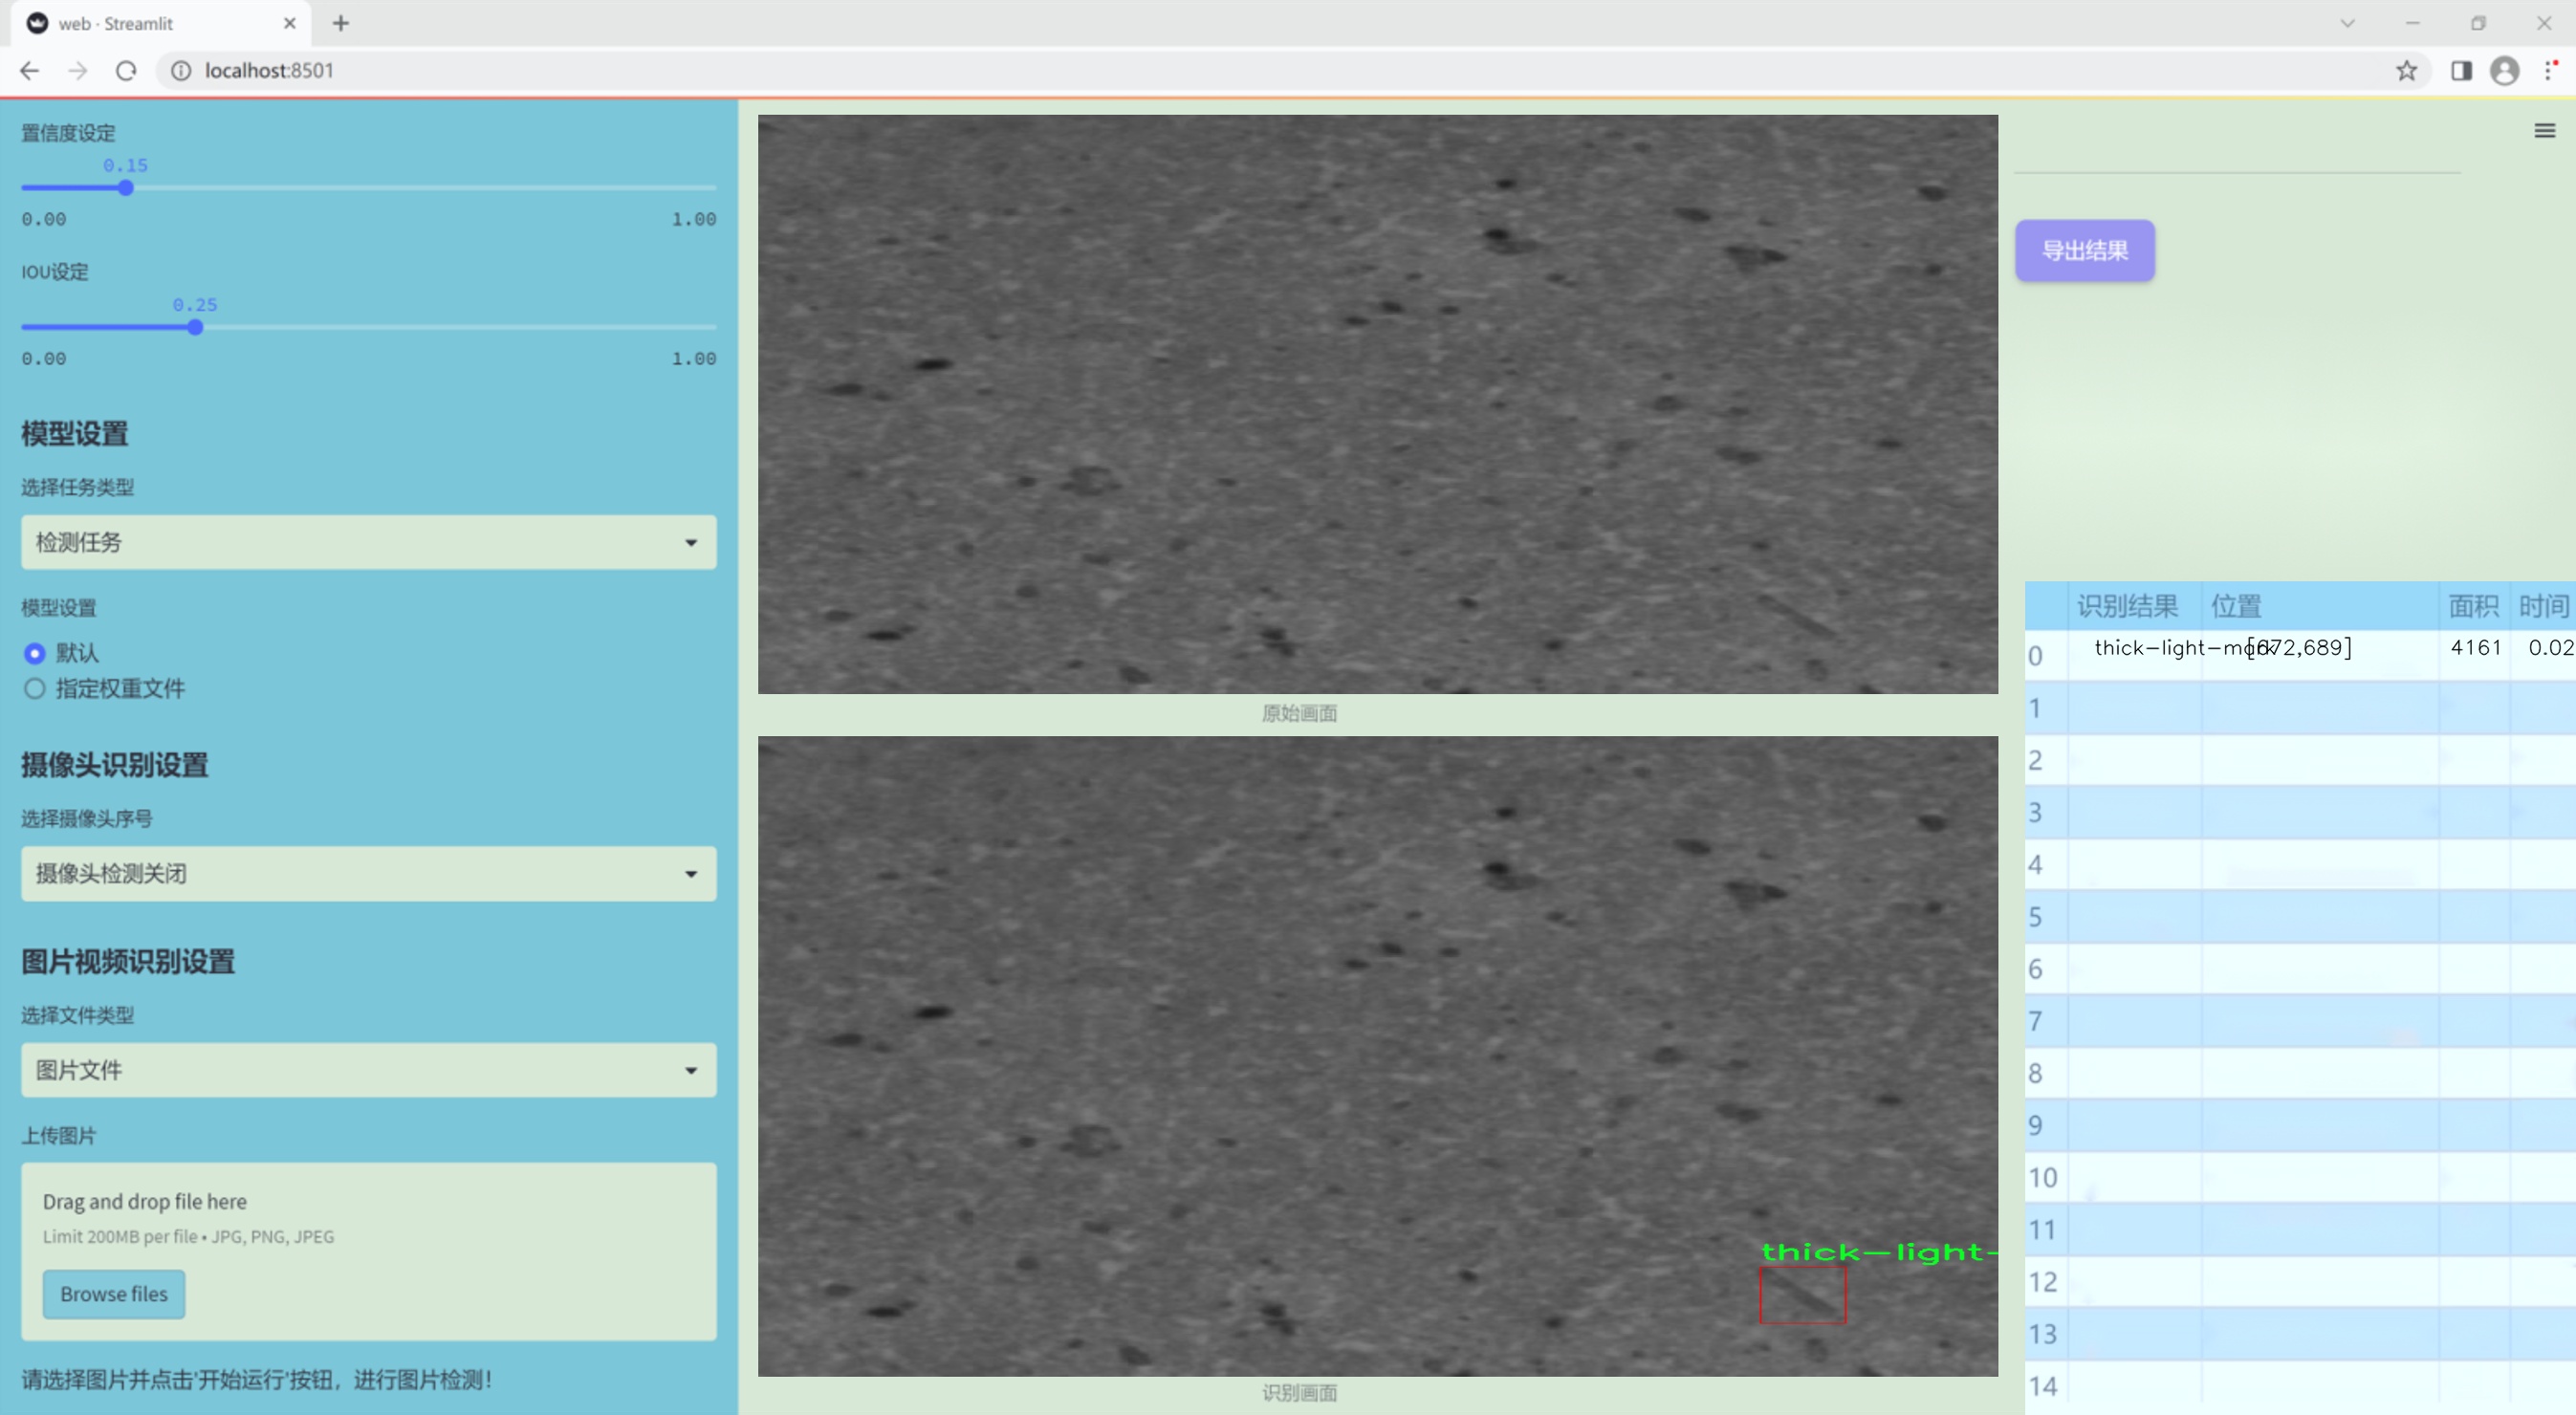 web · Streamlit
localhost:8501
置信度设定
0.15
0.00 1.00
IOU设定
0.25
0.00 1.00
模型设置
选择任务类型
检测任务
模型设置
默认
指定权重文件
摄像头识别设置
选择摄像头序号
摄像头检测关闭
图片视频识别设置
选择文件类型
图片文件
上传图片
Drag and drop file here
Limit 200MB per file • JPG, PNG, JPEG
Browse files
请选择图片并点击'开始运行'按钮，进行图片检测！
原始画面
thick-light-
识别画面
导出结果
识别结果 位置 面积 时间
0 thick-light-mark [672,689] 4161 0.02
1
2
3
4
5
6
7
8
9
10
11
12
13
14